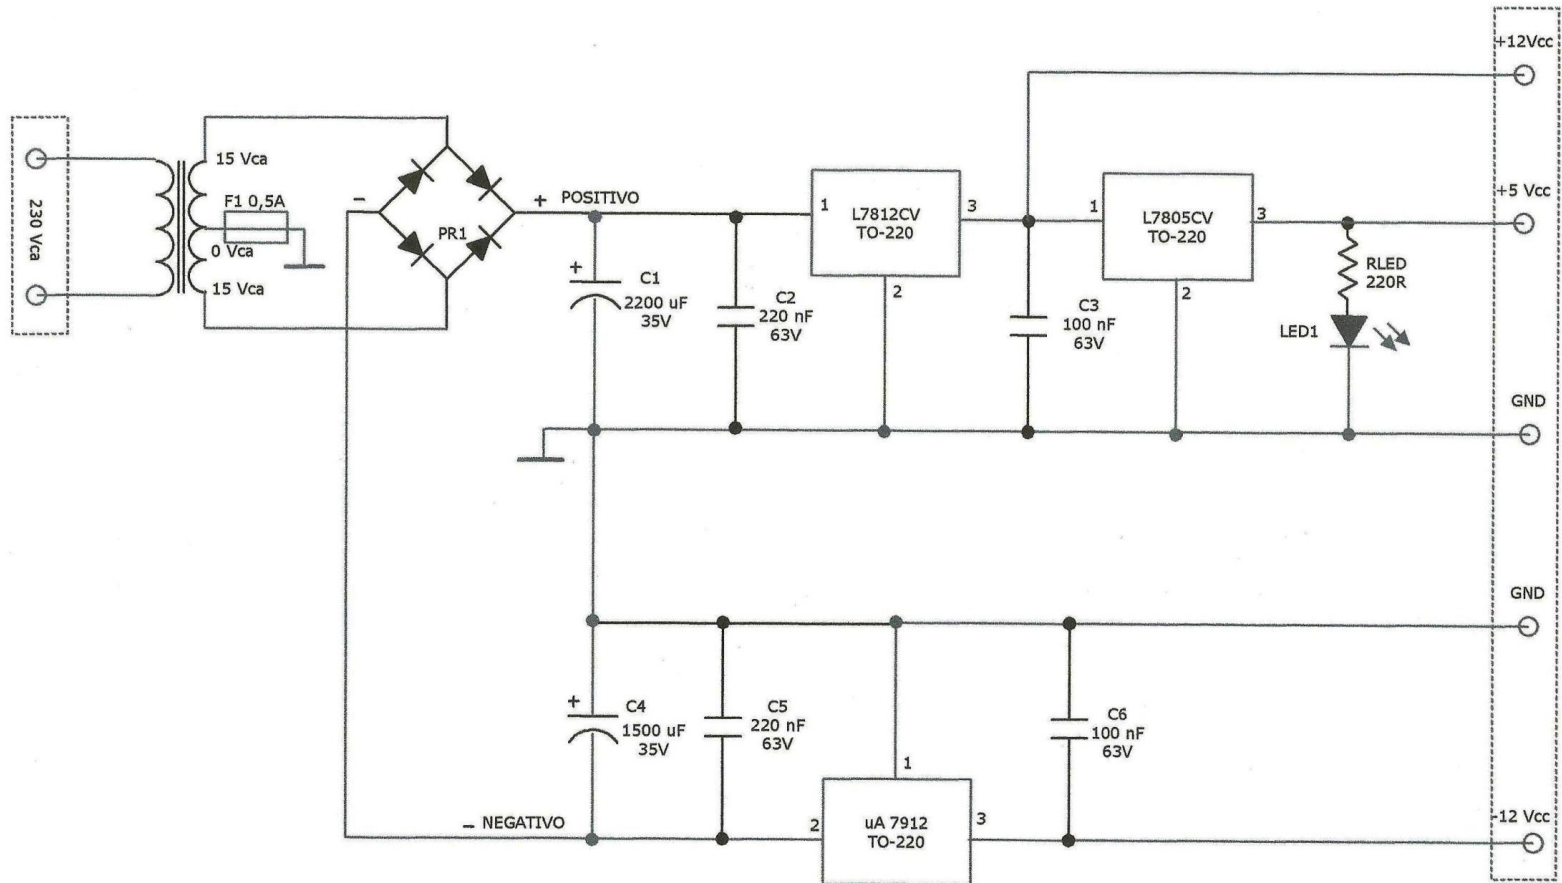 +12Vcc
230 Vca
15 Vca
F1 0,5A
0 Vca
15 Vca
−
PR1
+ POSITIVO
+
C1
2200 uF
35V
C2
220 nF
63V
1
L7812CV
TO-220
3
2
C3
100 nF
63V
1
L7805CV
TO-220
3
2
+5 Vcc
RLED
220R
LED1
GND
GND
+
C4
1500 uF
35V
C5
220 nF
63V
C6
100 nF
63V
1
− NEGATIVO
2
uA 7912
TO-220
3
-12 Vcc